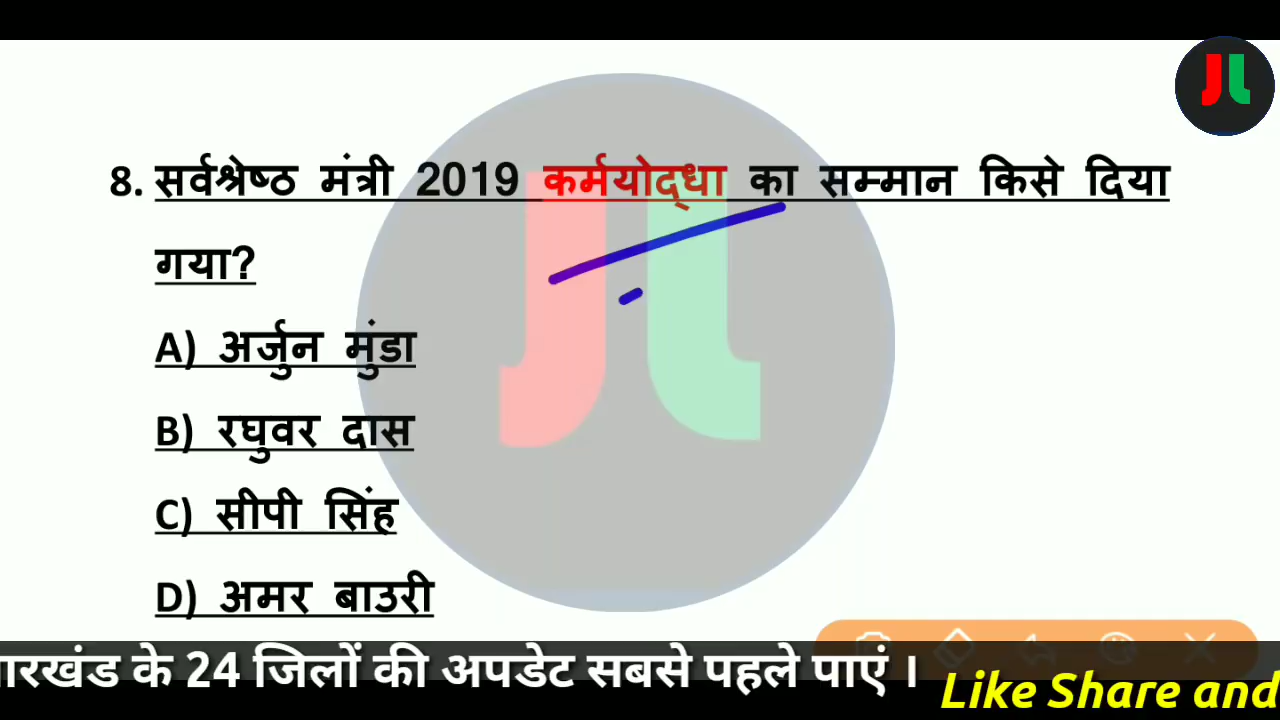 JL
8. सर्वश्रेष्ठ मंत्री 2019 कर्मयोद्धा का सम्मान किसे दिया
गया?
A) अर्जुन मुंडा
B) रघुवर दास
C) सीपी सिंह
D) अमर बाउरी
ारखंड के 24 जिलों की अपडेट सबसे पहले पाएं ।
Like Share and